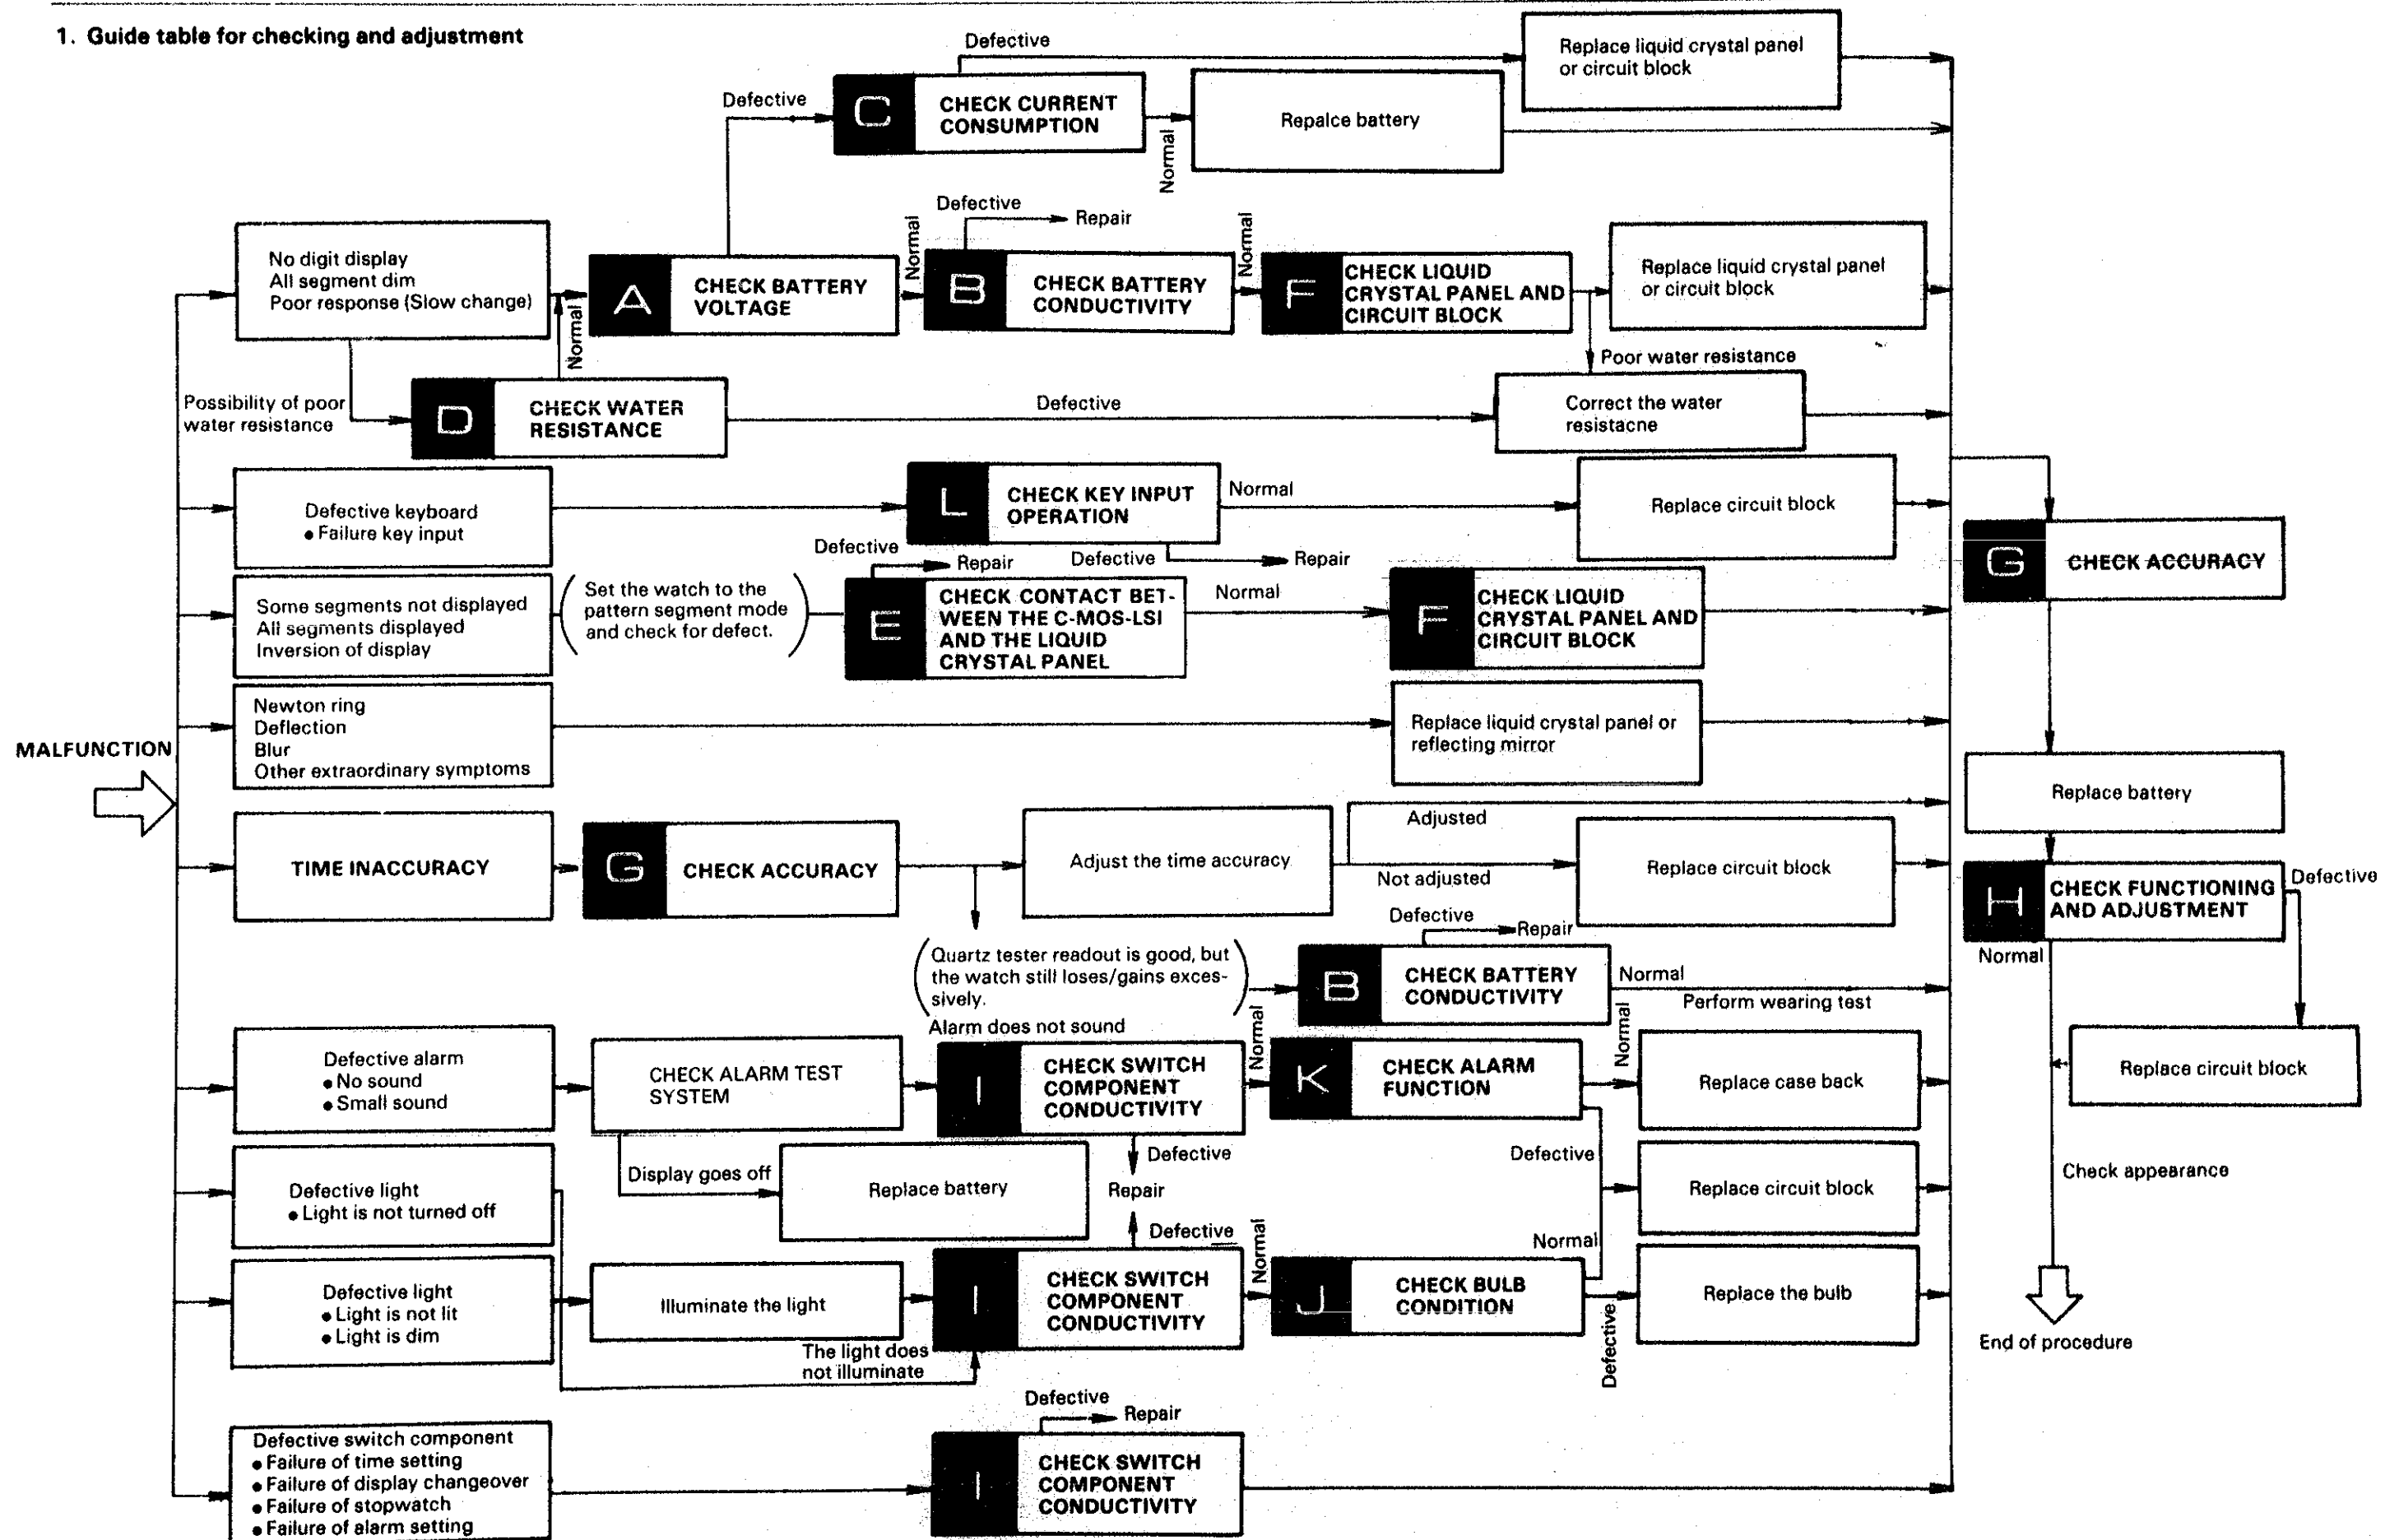 1. Guide table for checking and adjustment
Defective
Replace liquid crystal panel
or circuit block
Defective
C
CHECK CURRENT
CONSUMPTION
Normal
Repalce battery
No digit display
All segment dim
Poor response (Slow change)
Normal
A
CHECK BATTERY
VOLTAGE
Normal
Defective
Repair
B
CHECK BATTERY
CONDUCTIVITY
Normal
F
CHECK LIQUID
CRYSTAL PANEL AND
CIRCUIT BLOCK
Replace liquid crystal panel
or circuit block
Poor water resistance
Possibility of poor
water resistance
D
CHECK WATER
RESISTANCE
Defective
Correct the water
resistacne
Defective keyboard
• Failure key input
L
CHECK KEY INPUT
OPERATION
Normal
Replace circuit block
Defective
Repair
Defective
Repair
G
CHECK ACCURACY
Some segments not displayed
All segments displayed
Inversion of display
Set the watch to the
pattern segment mode
and check for defect.
E
CHECK CONTACT BET-
WEEN THE C-MOS-LSI
AND THE LIQUID
CRYSTAL PANEL
Normal
F
CHECK LIQUID
CRYSTAL PANEL AND
CIRCUIT BLOCK
Newton ring
Deflection
Blur
Other extraordinary symptoms
Replace liquid crystal panel or
reflecting mirror
MALFUNCTION
Replace battery
TIME INACCURACY
G
CHECK ACCURACY
Adjust the time accuracy
Adjusted
Not adjusted
Replace circuit block
H
CHECK FUNCTIONING
AND ADJUSTMENT
Defective
Normal
Quartz tester readout is good, but
the watch still loses/gains exces-
sively.
Defective
Repair
B
CHECK BATTERY
CONDUCTIVITY
Normal
Perform wearing test
Defective alarm
• No sound
• Small sound
CHECK ALARM TEST
SYSTEM
Alarm does not sound
I
CHECK SWITCH
COMPONENT
CONDUCTIVITY
Normal
K
CHECK ALARM
FUNCTION
Normal
Replace case back
Replace circuit block
Defective light
• Light is not turned off
Display goes off
Replace battery
Defective
Repair
Defective
Defective
Normal
Replace circuit block
Check appearance
Defective light
• Light is not lit
• Light is dim
Illuminate the light
The light does
not illuminate
I
CHECK SWITCH
COMPONENT
CONDUCTIVITY
Normal
J
CHECK BULB
CONDITION
Defective
Replace the bulb
End of procedure
Defective switch component
• Failure of time setting
• Failure of display changeover
• Failure of stopwatch
• Failure of alarm setting
Defective
Repair
I
CHECK SWITCH
COMPONENT
CONDUCTIVITY